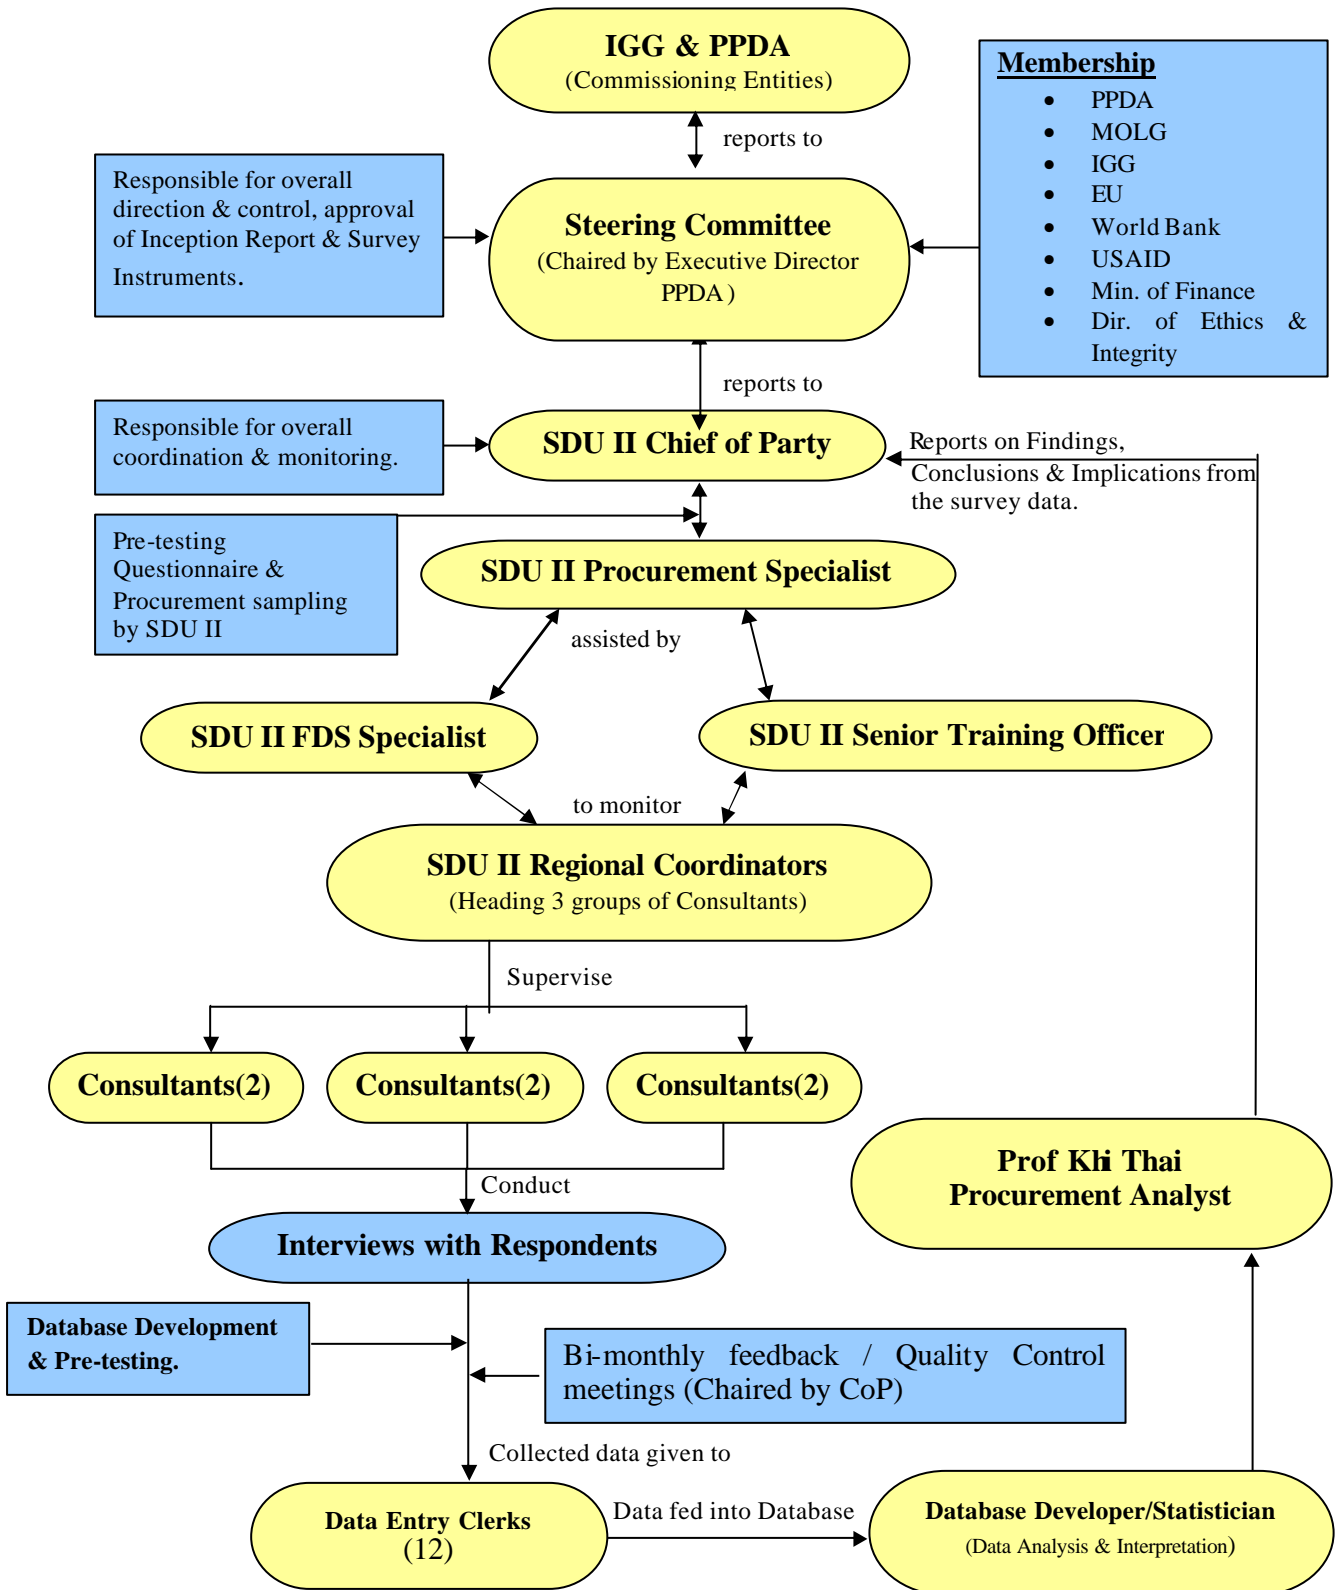 IGG & PPDA
(Commissioning Entities)
Membership
• PPDA
• MOLG
• IGG
• EU
• World Bank
• USAID
• Min. of Finance
• Dir. of Ethics &
Integrity
reports to
Responsible for overall
direction & control, approval
of Inception Report & Survey
Instruments.
Steering Committee
(Chaired by Executive Director
PPDA)
reports to
Responsible for overall
coordination & monitoring.
SDU II Chief of Party
Reports on Findings,
Conclusions & Implications from
the survey data.
Pre-testing
Questionnaire &
Procurement sampling
by SDU II
SDU II Procurement Specialist
assisted by
SDU II FDS Specialist
SDU II Senior Training Officer
to monitor
SDU II Regional Coordinators
(Heading 3 groups of Consultants)
Supervise
Consultants(2)
Consultants(2)
Consultants(2)
Prof Khi Thai
Procurement Analyst
Conduct
Interviews with Respondents
Database Development
& Pre-testing.
Bi-monthly feedback / Quality Control
meetings (Chaired by CoP)
Collected data given to
Data Entry Clerks
(12)
Data fed into Database
Database Developer/Statistician
(Data Analysis & Interpretation)